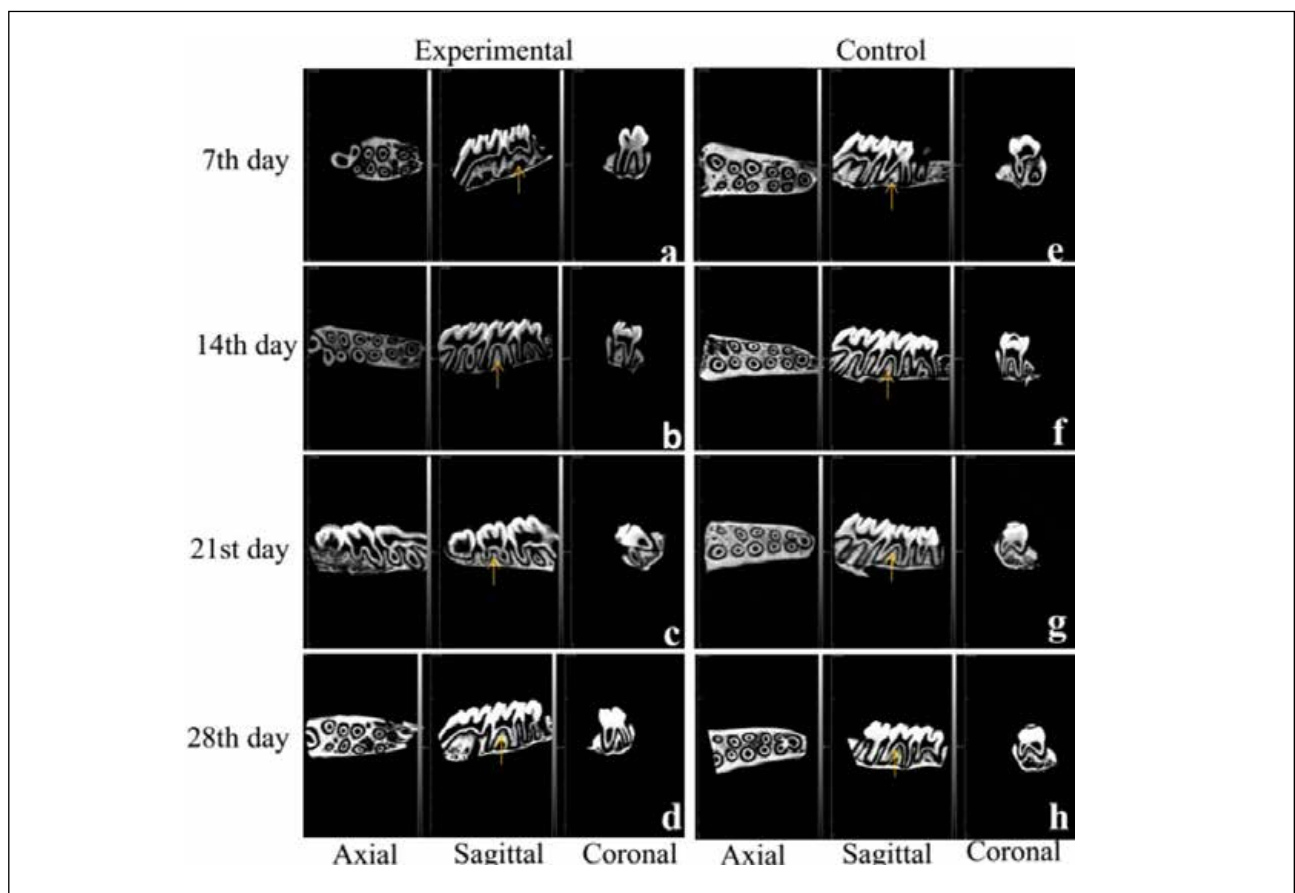 Experimental Control
7th day
a e
14th day
b f
21st day
c g
28th day
d h
Axial Sagittal Coronal Axial Sagittal Coronal